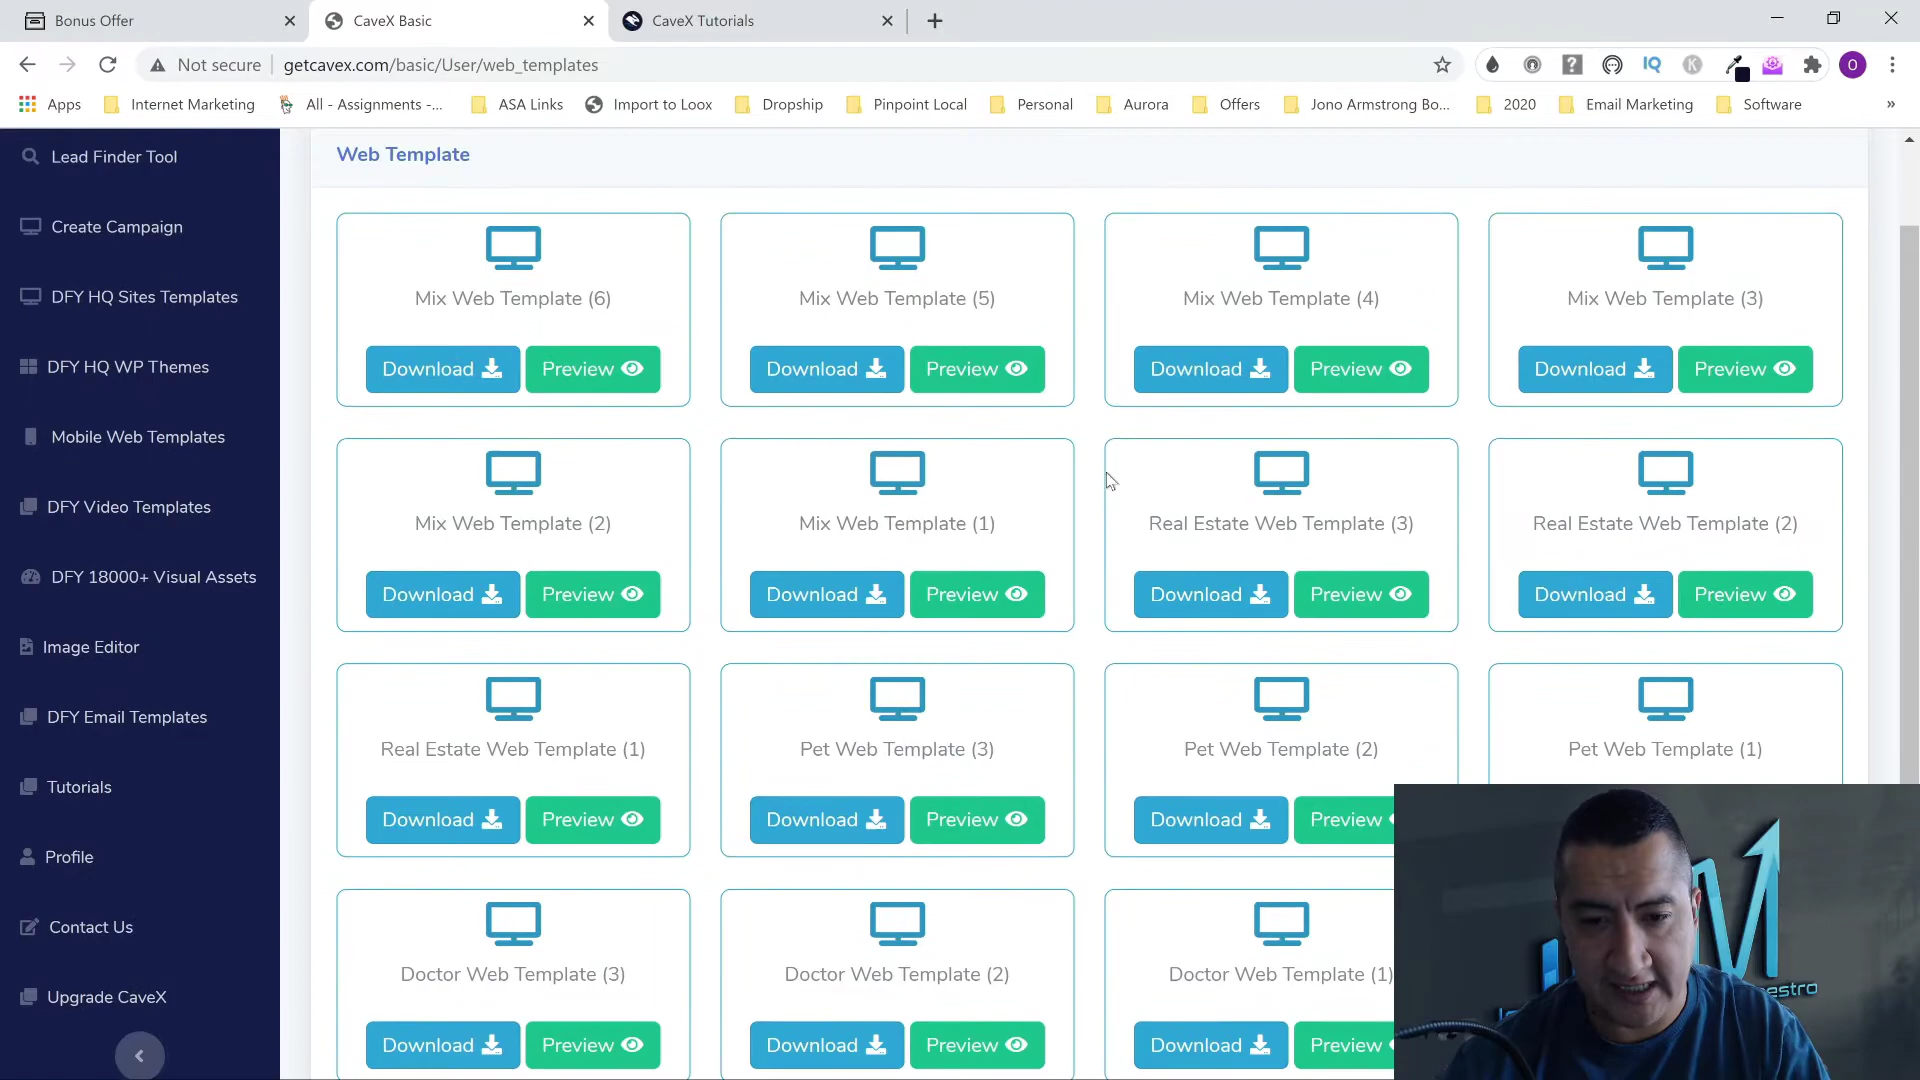 Bonus Offer
CaveX Basic
CaveX Tutorials
Not secure
getcavex.com/basic/User/web_templates
IQ
K
O
Apps
Internet Marketing
All - Assignments -...
ASA Links
Import to Loox
Dropship
Pinpoint Local
Personal
Aurora
Offers
Jono Armstrong Bo...
2020
Email Marketing
Software
»
Lead Finder Tool
Create Campaign
DFY HQ Sites Templates
DFY HQ WP Themes
Mobile Web Templates
DFY Video Templates
DFY 18000+ Visual Assets
Image Editor
DFY Email Templates
Tutorials
Profile
Contact Us
Upgrade CaveX
Web Template
Mix Web Template (6)
Download
Preview
Mix Web Template (5)
Download
Preview
Mix Web Template (4)
Download
Preview
Mix Web Template (3)
Download
Preview
Mix Web Template (2)
Download
Preview
Mix Web Template (1)
Download
Preview
Real Estate Web Template (3)
Download
Preview
Real Estate Web Template (2)
Download
Preview
Real Estate Web Template (1)
Download
Preview
Pet Web Template (3)
Download
Preview
Pet Web Template (2)
Download
Preview
Pet Web Template (1)
Doctor Web Template (3)
Download
Preview
Doctor Web Template (2)
Download
Preview
Doctor Web Template (1)
Download
Preview
M
estro